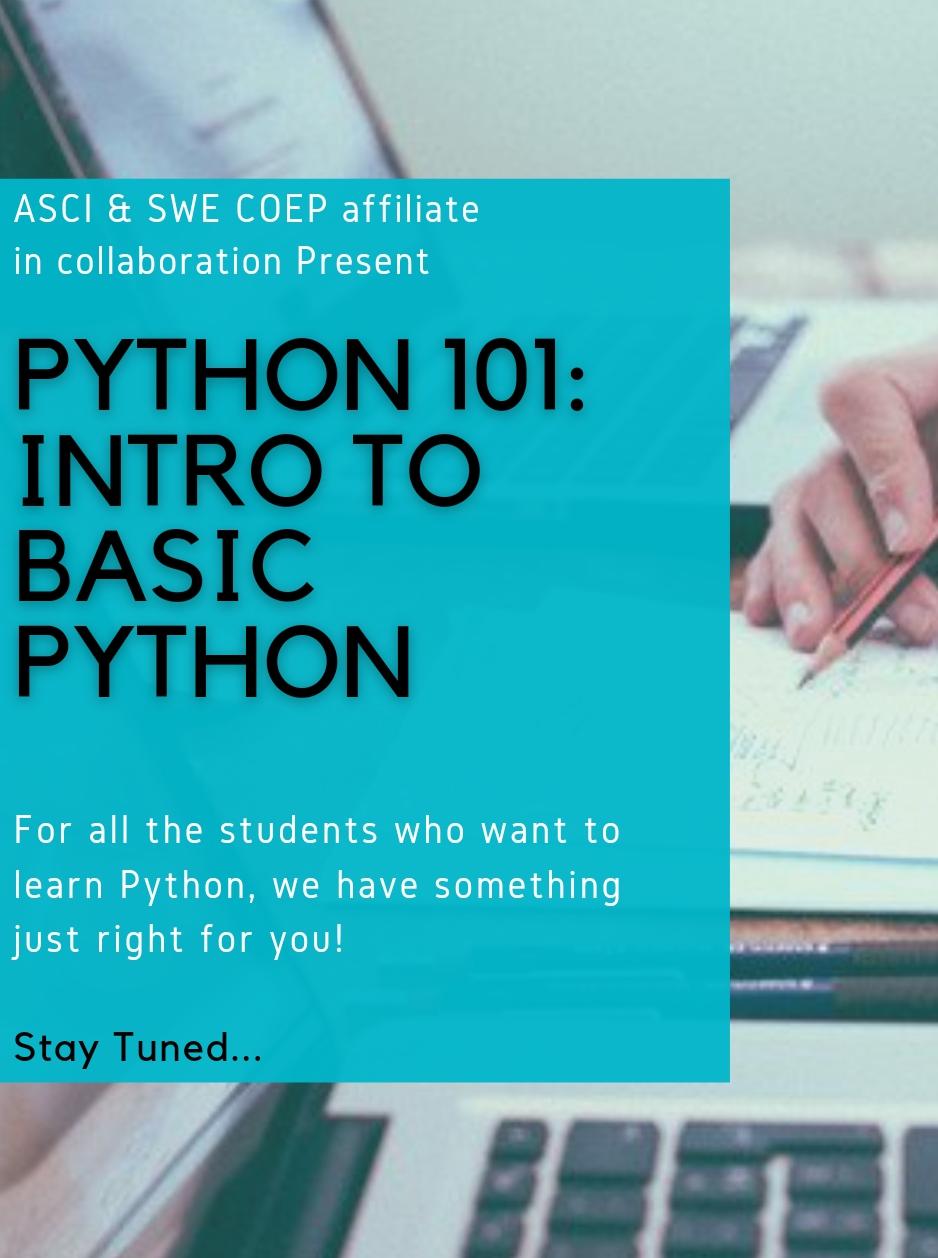 ASCI & SWE COEP affiliate
in collaboration Present
PYTHON 101:
INTRO TO
BASIC
PYTHON
For all the students who want to
learn Python, we have something
just right for you!
Stay Tuned...